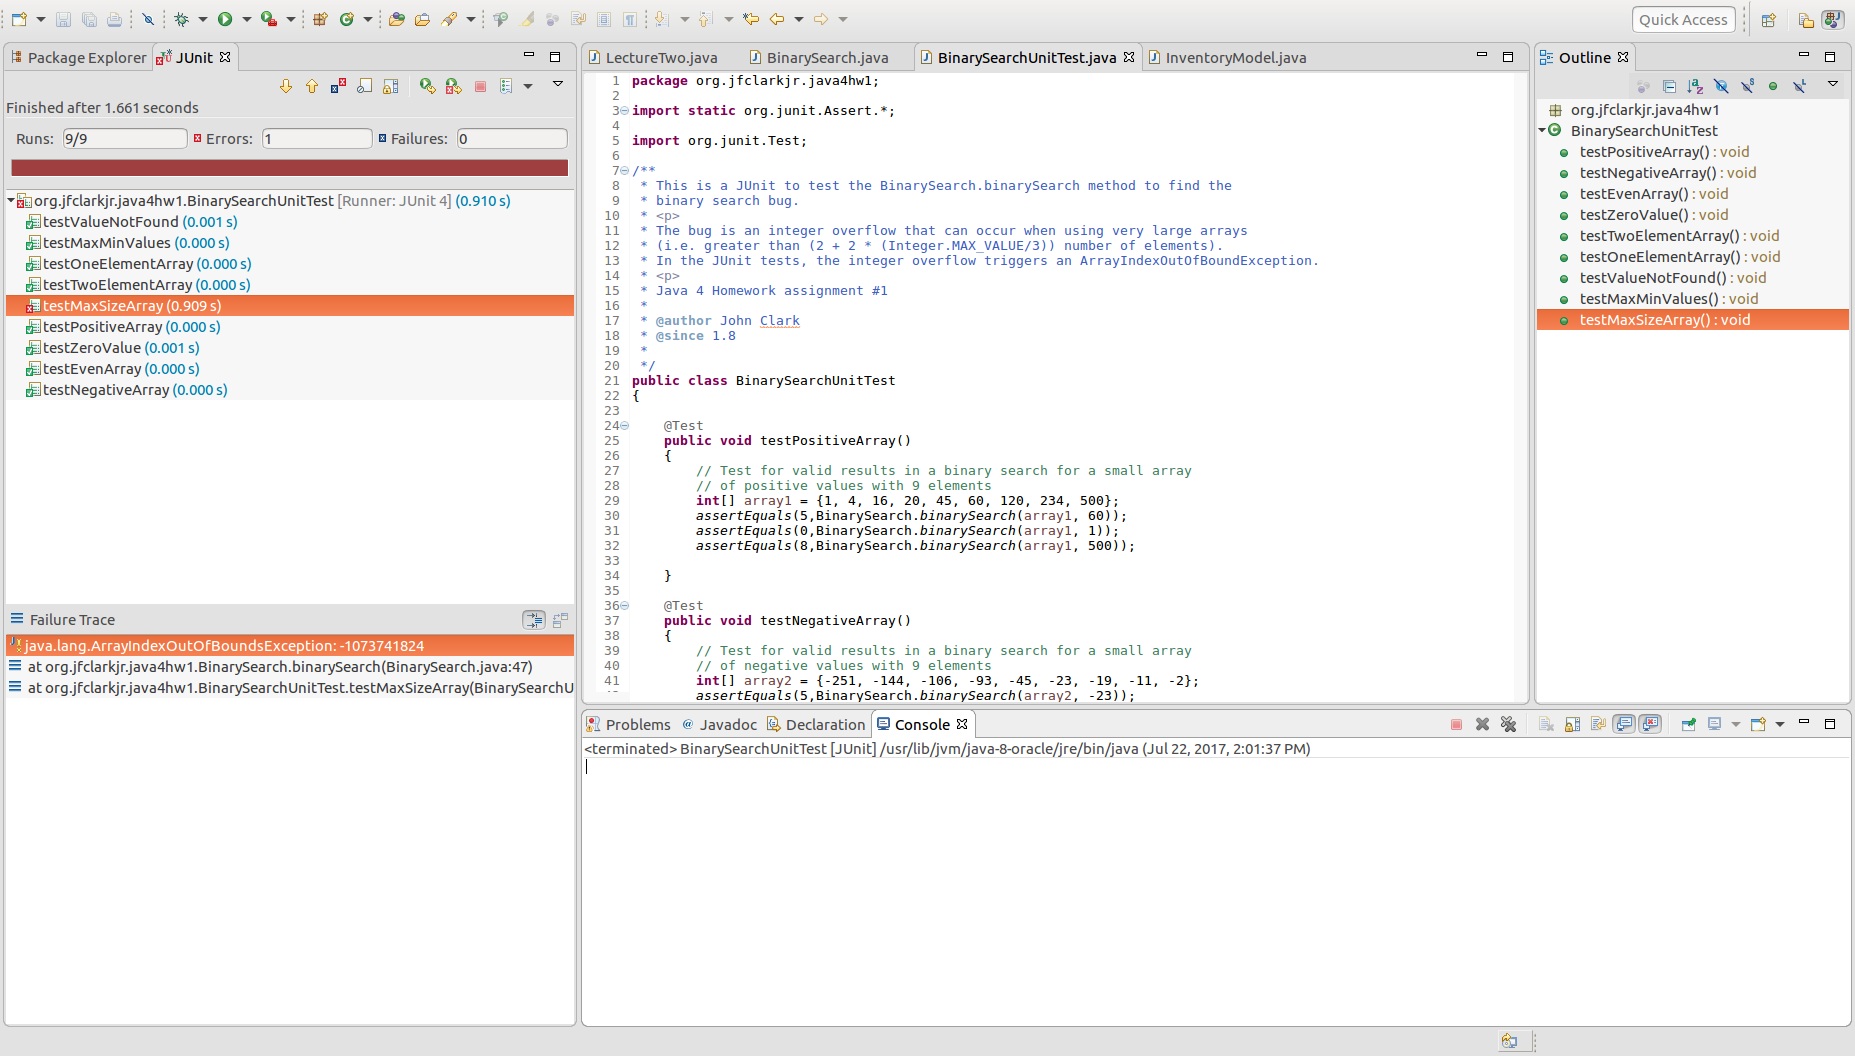 Quick Access
Package Explorer
JUnit
Finished after 1.661 seconds
Runs: 9/9
Errors: 1
Failures: 0
org.jfclarkjr.java4hw1.BinarySearchUnitTest [Runner: JUnit 4] (0.910 s)
testValueNotFound (0.001 s)
testMaxMinValues (0.000 s)
testOneElementArray (0.000 s)
testTwoElementArray (0.000 s)
testMaxSizeArray (0.909 s)
testPositiveArray (0.000 s)
testZeroValue (0.001 s)
testEvenArray (0.000 s)
testNegativeArray (0.000 s)
Failure Trace
java.lang.ArrayIndexOutOfBoundsException: -1073741824
at org.jfclarkjr.java4hw1.BinarySearch.binarySearch(BinarySearch.java:47)
at org.jfclarkjr.java4hw1.BinarySearchUnitTest.testMaxSizeArray(BinarySearchU
LectureTwo.java
BinarySearch.java
BinarySearchUnitTest.java
InventoryModel.java
1 package org.jfclarkjr.java4hw1;
2
3 import static org.junit.Assert.*;
4
5 import org.junit.Test;
6
7 /**
8 * This is a JUnit to test the BinarySearch.binarySearch method to find the
9 * binary search bug.
10 * <p>
11 * The bug is an integer overflow that can occur when using very large arrays
12 * (i.e. greater than (2 + 2 * (Integer.MAX_VALUE/3)) number of elements).
13 * In the JUnit tests, the integer overflow triggers an ArrayIndexOutOfBoundException.
14 * <p>
15 * Java 4 Homework assignment #1
16 *
17 * @author John Clark
18 * @since 1.8
19 *
20 */
21 public class BinarySearchUnitTest
22 {
23
24 @Test
25 public void testPositiveArray()
26 {
27 // Test for valid results in a binary search for a small array
28 // of positive values with 9 elements
29 int[] array1 = {1, 4, 16, 20, 45, 60, 120, 234, 500};
30 assertEquals(5,BinarySearch.binarySearch(array1, 60));
31 assertEquals(0,BinarySearch.binarySearch(array1, 1));
32 assertEquals(8,BinarySearch.binarySearch(array1, 500));
33
34 }
35
36 @Test
37 public void testNegativeArray()
38 {
39 // Test for valid results in a binary search for a small array
40 // of negative values with 9 elements
41 int[] array2 = {-251, -144, -106, -93, -45, -23, -19, -11, -2};
assertEquals(5,BinarySearch.binarySearch(array2, -23));
Outline
org.jfclarkjr.java4hw1
BinarySearchUnitTest
testPositiveArray() : void
testNegativeArray() : void
testEvenArray() : void
testZeroValue() : void
testTwoElementArray() : void
testOneElementArray() : void
testValueNotFound() : void
testMaxMinValues() : void
testMaxSizeArray() : void
Problems
@ Javadoc
Declaration
Console
<terminated> BinarySearchUnitTest [JUnit] /usr/lib/jvm/java-8-oracle/jre/bin/java (Jul 22, 2017, 2:01:37 PM)